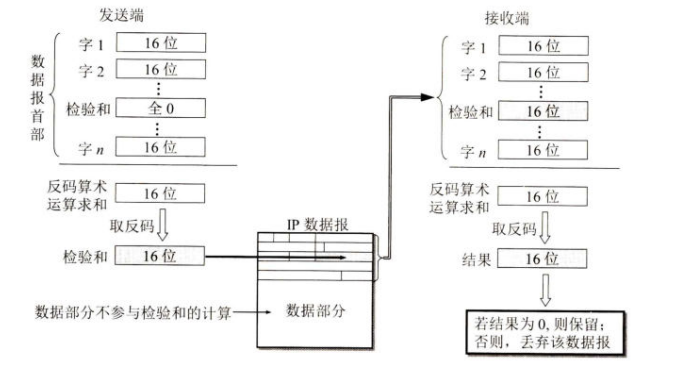 发送端
数据报首部
字 1 16 位
字 2 16 位
⋮
检验和 全 0
⋮
字 n 16 位
反码算术
运算求和 16 位
取反码
检验和 16 位
数据部分不参与检验和的计算
IP 数据报
数据部分
接收端
字 1 16 位
字 2 16 位
⋮
检验和 16 位
⋮
字 n 16 位
反码算术
运算求和 16 位
取反码
结果 16 位
若结果为 0, 则保留；
否则，丢弃该数据报